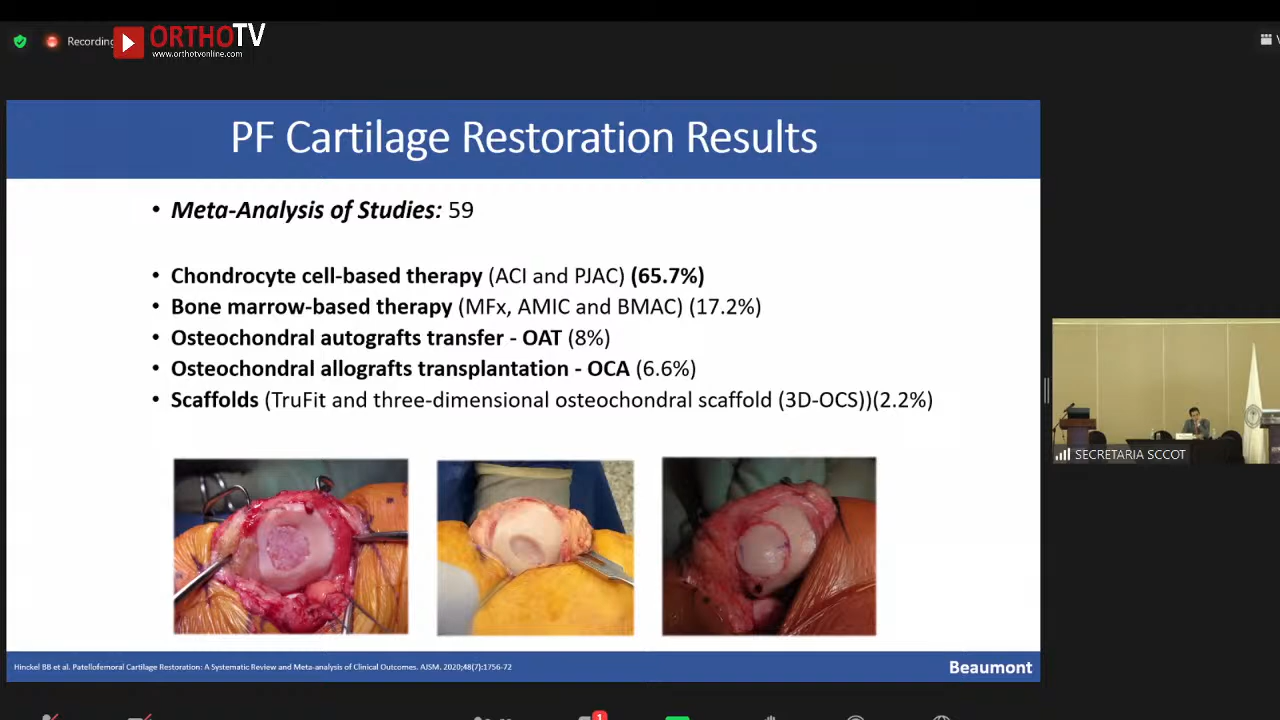 Recording
ORTHOTV
www.orthotvonline.com
PF Cartilage Restoration Results
• Meta-Analysis of Studies: 59
• Chondrocyte cell-based therapy (ACI and PJAC) (65.7%)
• Bone marrow-based therapy (MFx, AMIC and BMAC) (17.2%)
• Osteochondral autografts transfer - OAT (8%)
• Osteochondral allografts transplantation - OCA (6.6%)
• Scaffolds (TruFit and three-dimensional osteochondral scaffold (3D-OCS))(2.2%)
SECRETARIA SCCOT
Hinckel BB et al. Patellofemoral Cartilage Restoration: A Systematic Review and Meta-analysis of Clinical Outcomes. AJSM. 2020;48(7):1756-72
Beaumont
1